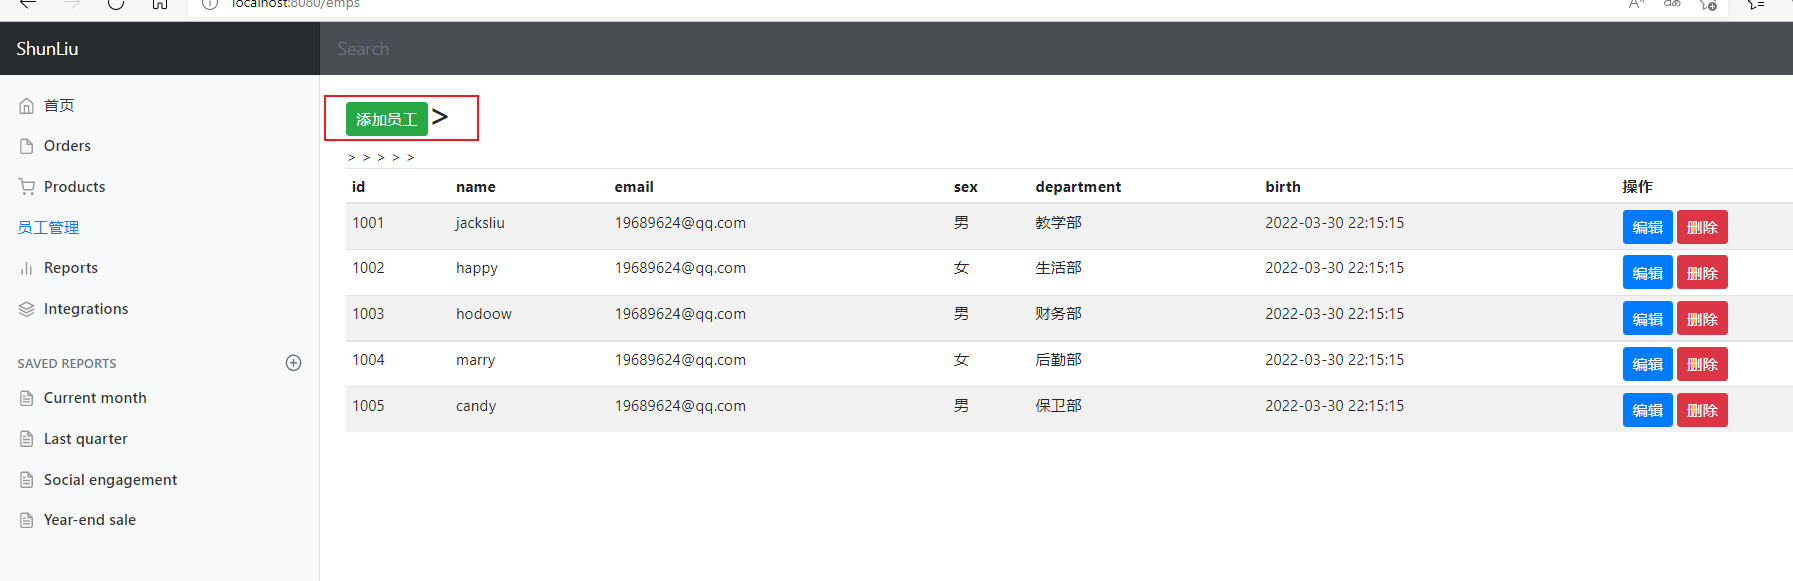 localhost:8080/emps
ShunLiu
Search
首页
Orders
Products
员工管理
Reports
Integrations
SAVED REPORTS
Current month
Last quarter
Social engagement
Year-end sale
添加员工 >
> > > > >
id name email sex department birth 操作
1001 jacksliu 19689624@qq.com 男 教学部 2022-03-30 22:15:15 编辑 删除
1002 happy 19689624@qq.com 女 生活部 2022-03-30 22:15:15 编辑 删除
1003 hodoow 19689624@qq.com 男 财务部 2022-03-30 22:15:15 编辑 删除
1004 marry 19689624@qq.com 女 后勤部 2022-03-30 22:15:15 编辑 删除
1005 candy 19689624@qq.com 男 保卫部 2022-03-30 22:15:15 编辑 删除